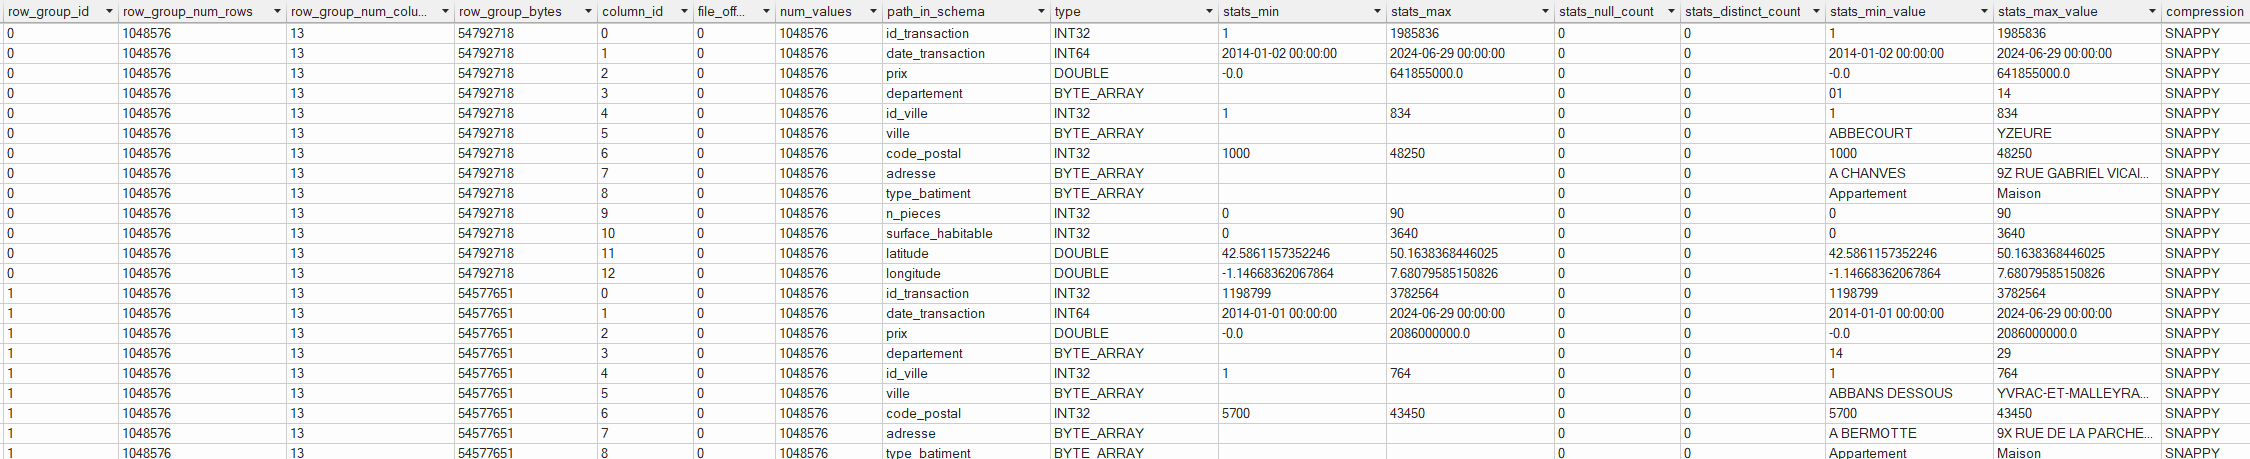 row_group_id row_group_num_rows row_group_num_colu... row_group_bytes column_id file_off... num_values path_in_schema type stats_min stats_max stats_null_count stats_distinct_count stats_min_value stats_max_value compression
0 1048576 13 54792718 0 0 1048576 id_transaction INT32 1 1985836 0 0 1 1985836 SNAPPY
0 1048576 13 54792718 1 0 1048576 date_transaction INT64 2014-01-02 00:00:00 2024-06-29 00:00:00 0 0 2014-01-02 00:00:00 2024-06-29 00:00:00 SNAPPY
0 1048576 13 54792718 2 0 1048576 prix DOUBLE -0.0 641855000.0 0 0 -0.0 641855000.0 SNAPPY
0 1048576 13 54792718 3 0 1048576 departement BYTE_ARRAY 0 0 01 14 SNAPPY
0 1048576 13 54792718 4 0 1048576 id_ville INT32 1 834 0 0 1 834 SNAPPY
0 1048576 13 54792718 5 0 1048576 ville BYTE_ARRAY 0 0 ABBECOURT YZEURE SNAPPY
0 1048576 13 54792718 6 0 1048576 code_postal INT32 1000 48250 0 0 1000 48250 SNAPPY
0 1048576 13 54792718 7 0 1048576 adresse BYTE_ARRAY 0 0 A CHANVES 9Z RUE GABRIEL VICAI... SNAPPY
0 1048576 13 54792718 8 0 1048576 type_batiment BYTE_ARRAY 0 0 Appartement Maison SNAPPY
0 1048576 13 54792718 9 0 1048576 n_pieces INT32 0 90 0 0 0 90 SNAPPY
0 1048576 13 54792718 10 0 1048576 surface_habitable INT32 0 3640 0 0 0 3640 SNAPPY
0 1048576 13 54792718 11 0 1048576 latitude DOUBLE 42.5861157352246 50.1638368446025 0 0 42.5861157352246 50.1638368446025 SNAPPY
0 1048576 13 54792718 12 0 1048576 longitude DOUBLE -1.14668362067864 7.68079585150826 0 0 -1.14668362067864 7.68079585150826 SNAPPY
1 1048576 13 54577651 0 0 1048576 id_transaction INT32 1198799 3782564 0 0 1198799 3782564 SNAPPY
1 1048576 13 54577651 1 0 1048576 date_transaction INT64 2014-01-01 00:00:00 2024-06-29 00:00:00 0 0 2014-01-01 00:00:00 2024-06-29 00:00:00 SNAPPY
1 1048576 13 54577651 2 0 1048576 prix DOUBLE -0.0 2086000000.0 0 0 -0.0 2086000000.0 SNAPPY
1 1048576 13 54577651 3 0 1048576 departement BYTE_ARRAY 0 0 14 29 SNAPPY
1 1048576 13 54577651 4 0 1048576 id_ville INT32 1 764 0 0 1 764 SNAPPY
1 1048576 13 54577651 5 0 1048576 ville BYTE_ARRAY 0 0 ABBANS DESSOUS YVRAC-ET-MALLEYRA... SNAPPY
1 1048576 13 54577651 6 0 1048576 code_postal INT32 5700 43450 0 0 5700 43450 SNAPPY
1 1048576 13 54577651 7 0 1048576 adresse BYTE_ARRAY 0 0 A BERMOTTE 9X RUE DE LA PARCHE... SNAPPY
1 1048576 13 54577651 8 0 1048576 type_batiment BYTE_ARRAY 0 0 Appartement Maison SNAPPY